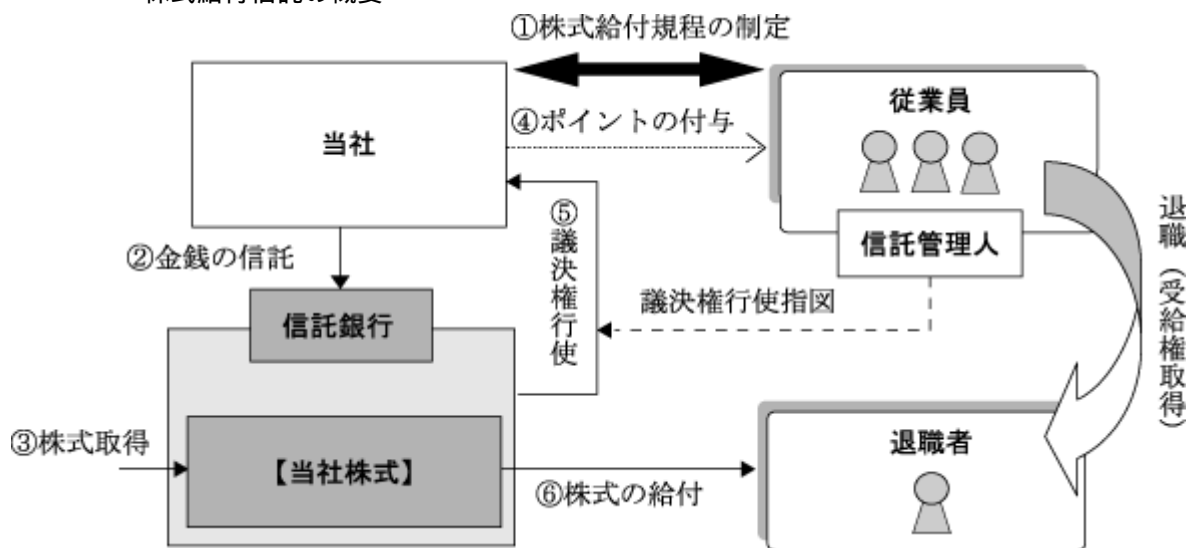 株式給付信託の概要
①株式給付規程の制定
当社
④ポイントの付与
従業員
⑤議決権行使
退職（受給権取得）
②金銭の信託
信託管理人
議決権行使指図
信託銀行
③株式取得
【当社株式】
⑥株式の給付
退職者